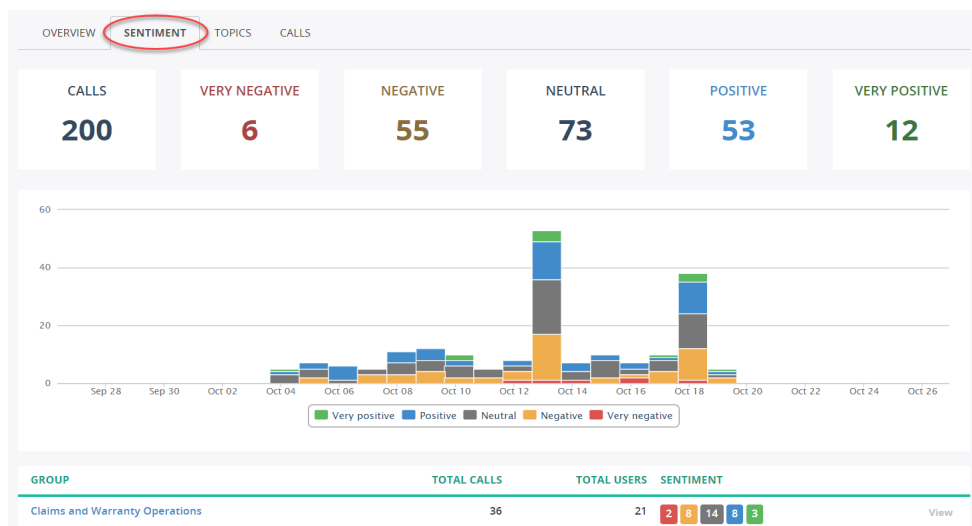 OVERVIEW SENTIMENT TOPICS CALLS
CALLS VERY NEGATIVE NEGATIVE NEUTRAL POSITIVE VERY POSITIVE
200 6 55 73 53 12
60
40
20
0
Sep 28 Sep 30 Oct 02 Oct 04 Oct 06 Oct 08 Oct 10 Oct 12 Oct 14 Oct 16 Oct 18 Oct 20 Oct 22 Oct 24 Oct 26
Very positive Positive Neutral Negative Very negative
GROUP TOTAL CALLS TOTAL USERS SENTIMENT
Claims and Warranty Operations 36 21 2 8 14 8 3 View